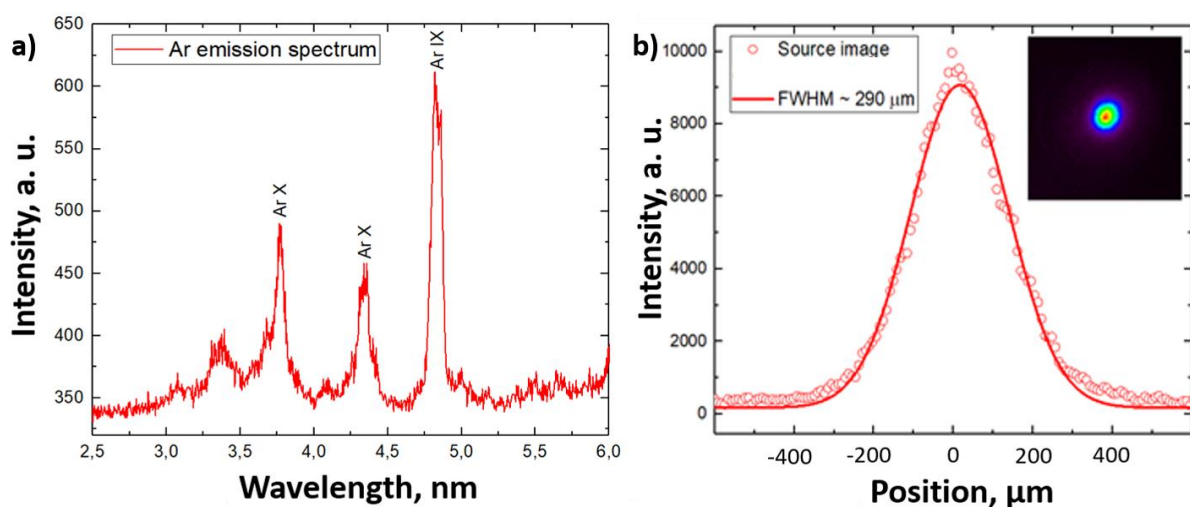 a)
Ar emission spectrum
Ar X
Ar X
Ar IX
650
600
550
500
450
400
350
Intensity, a. u.
2,5 3,0 3,5 4,0 4,5 5,0 5,5 6,0
Wavelength, nm
b)
Source image
FWHM ~ 290 μm
10000
8000
6000
4000
2000
0
Intensity, a. u.
-400 -200 0 200 400
Position, μm